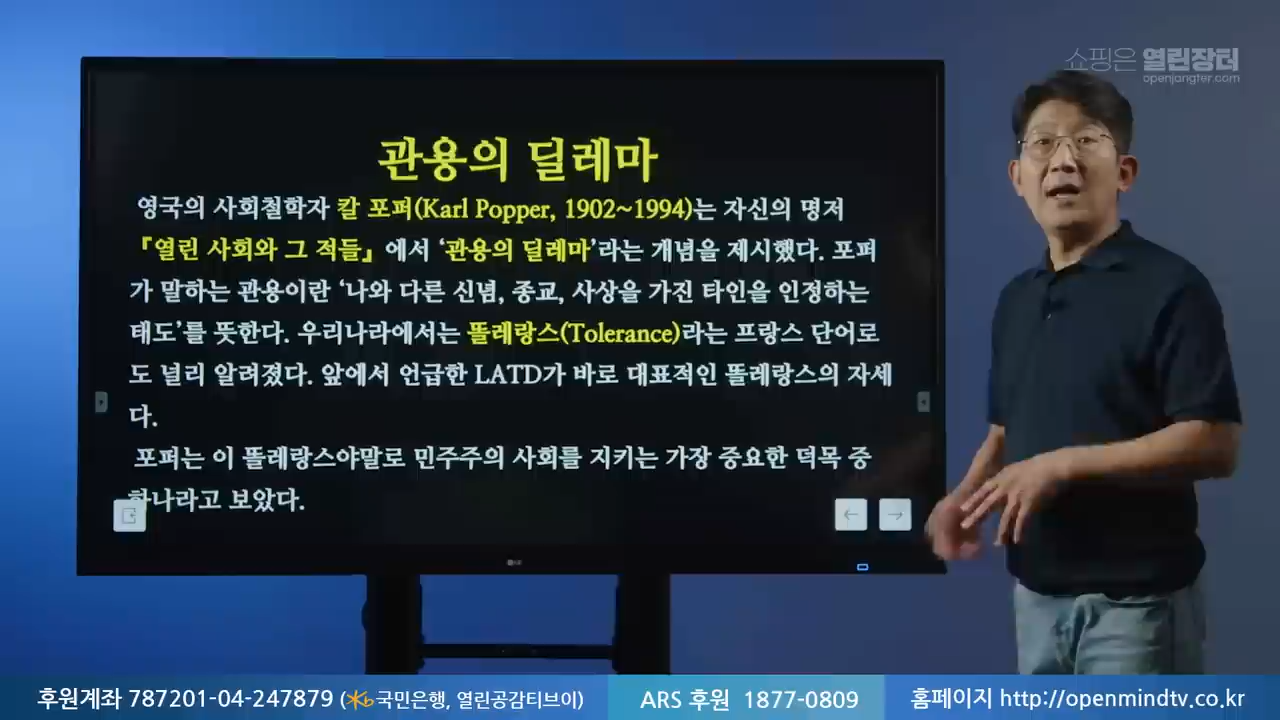 쇼핑은 열린장터
openjangter.com
관용의 딜레마
영국의 사회철학자 칼 포퍼(Karl Popper, 1902~1994)는 자신의 명저
『열린 사회와 그 적들』에서 ‘관용의 딜레마’라는 개념을 제시했다. 포퍼
가 말하는 관용이란 ‘나와 다른 신념, 종교, 사상을 가진 타인을 인정하는
태도’를 뜻한다. 우리나라에서는 똘레랑스(Tolerance)라는 프랑스 단어로
도 널리 알려졌다. 앞에서 언급한 LATD가 바로 대표적인 똘레랑스의 자세
다.
포퍼는 이 똘레랑스야말로 민주주의 사회를 지키는 가장 중요한 덕목 중
하나라고 보았다.
LG
후원계좌 787201-04-247879 (Kb국민은행, 열린공감티브이) ARS 후원 1877-0809 홈페이지 http://openmindtv.co.kr